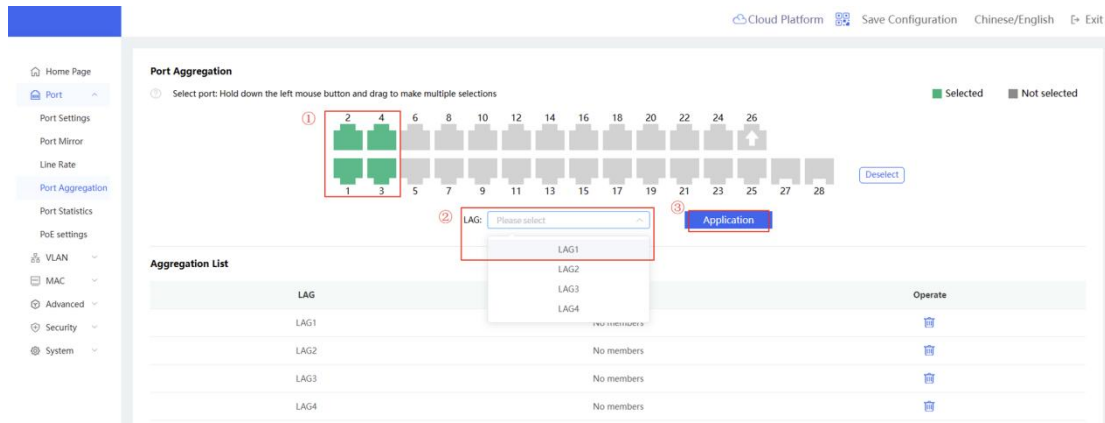 Cloud Platform Save Configuration Chinese/English Exit
Home Page
Port
Port Settings
Port Mirror
Line Rate
Port Aggregation
Port Statistics
PoE settings
VLAN
MAC
Advanced
Security
System
Port Aggregation
Select port: Hold down the left mouse button and drag to make multiple selections
Selected Not selected
① 2 4 6 8 10 12 14 16 18 20 22 24 26
1 3 5 7 9 11 13 15 17 19 21 23 25 27 28
Deselect
② LAG: Please select
③ Application
LAG1
LAG2
LAG3
LAG4
Aggregation List
LAG Operate
LAG1 No members
LAG2 No members
LAG3 No members
LAG4 No members